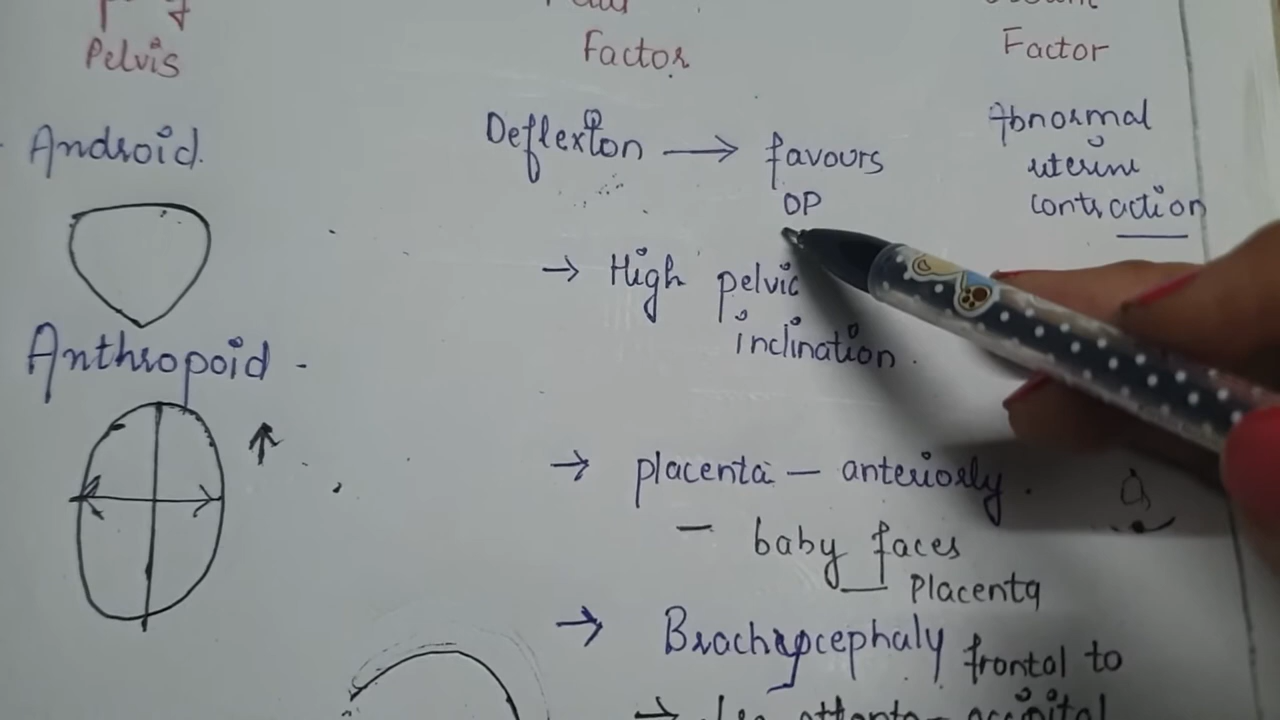 Pelvis
Android.
Anthropoid -
Factor
Deflexion → favours
OP
→ High pelvic
inclination.
→ placenta — anteriorly.
— baby faces
placenta
→ Brachycephaly frontal to
occipital
Factor
Abnormal
uterine
contraction